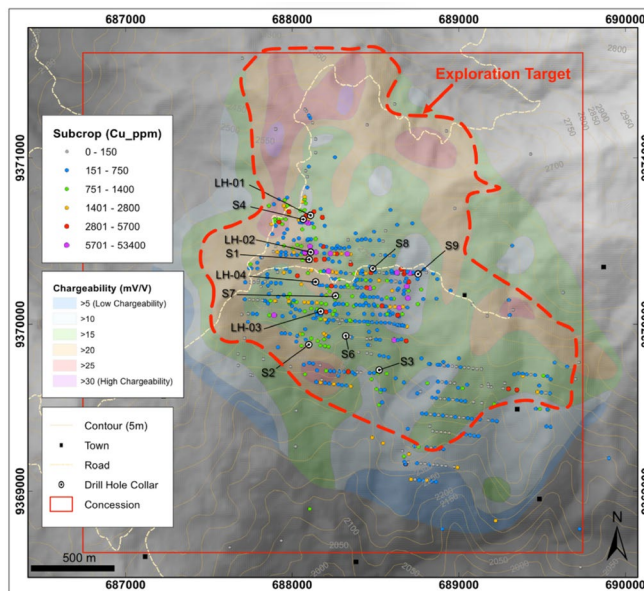 687000 688000 689000 690000
Exploration Target
Subcrop (Cu_ppm)
0 - 150
151 - 750
751 - 1400
1401 - 2800
2801 - 5700
5701 - 53400
Chargeability (mV/V)
>5 (Low Chargeability)
>10
>15
>20
>25
>30 (High Chargeability)
Contour (5m)
Town
Road
Drill Hole Collar
Concession
500 m
LH-01
S4
LH-02
S1
LH-04
S7
LH-03
S2
S6
S3
S8
S9
N
9371000
9370000
9369000
9371000
9370000
9369000
687000 688000 689000 690000